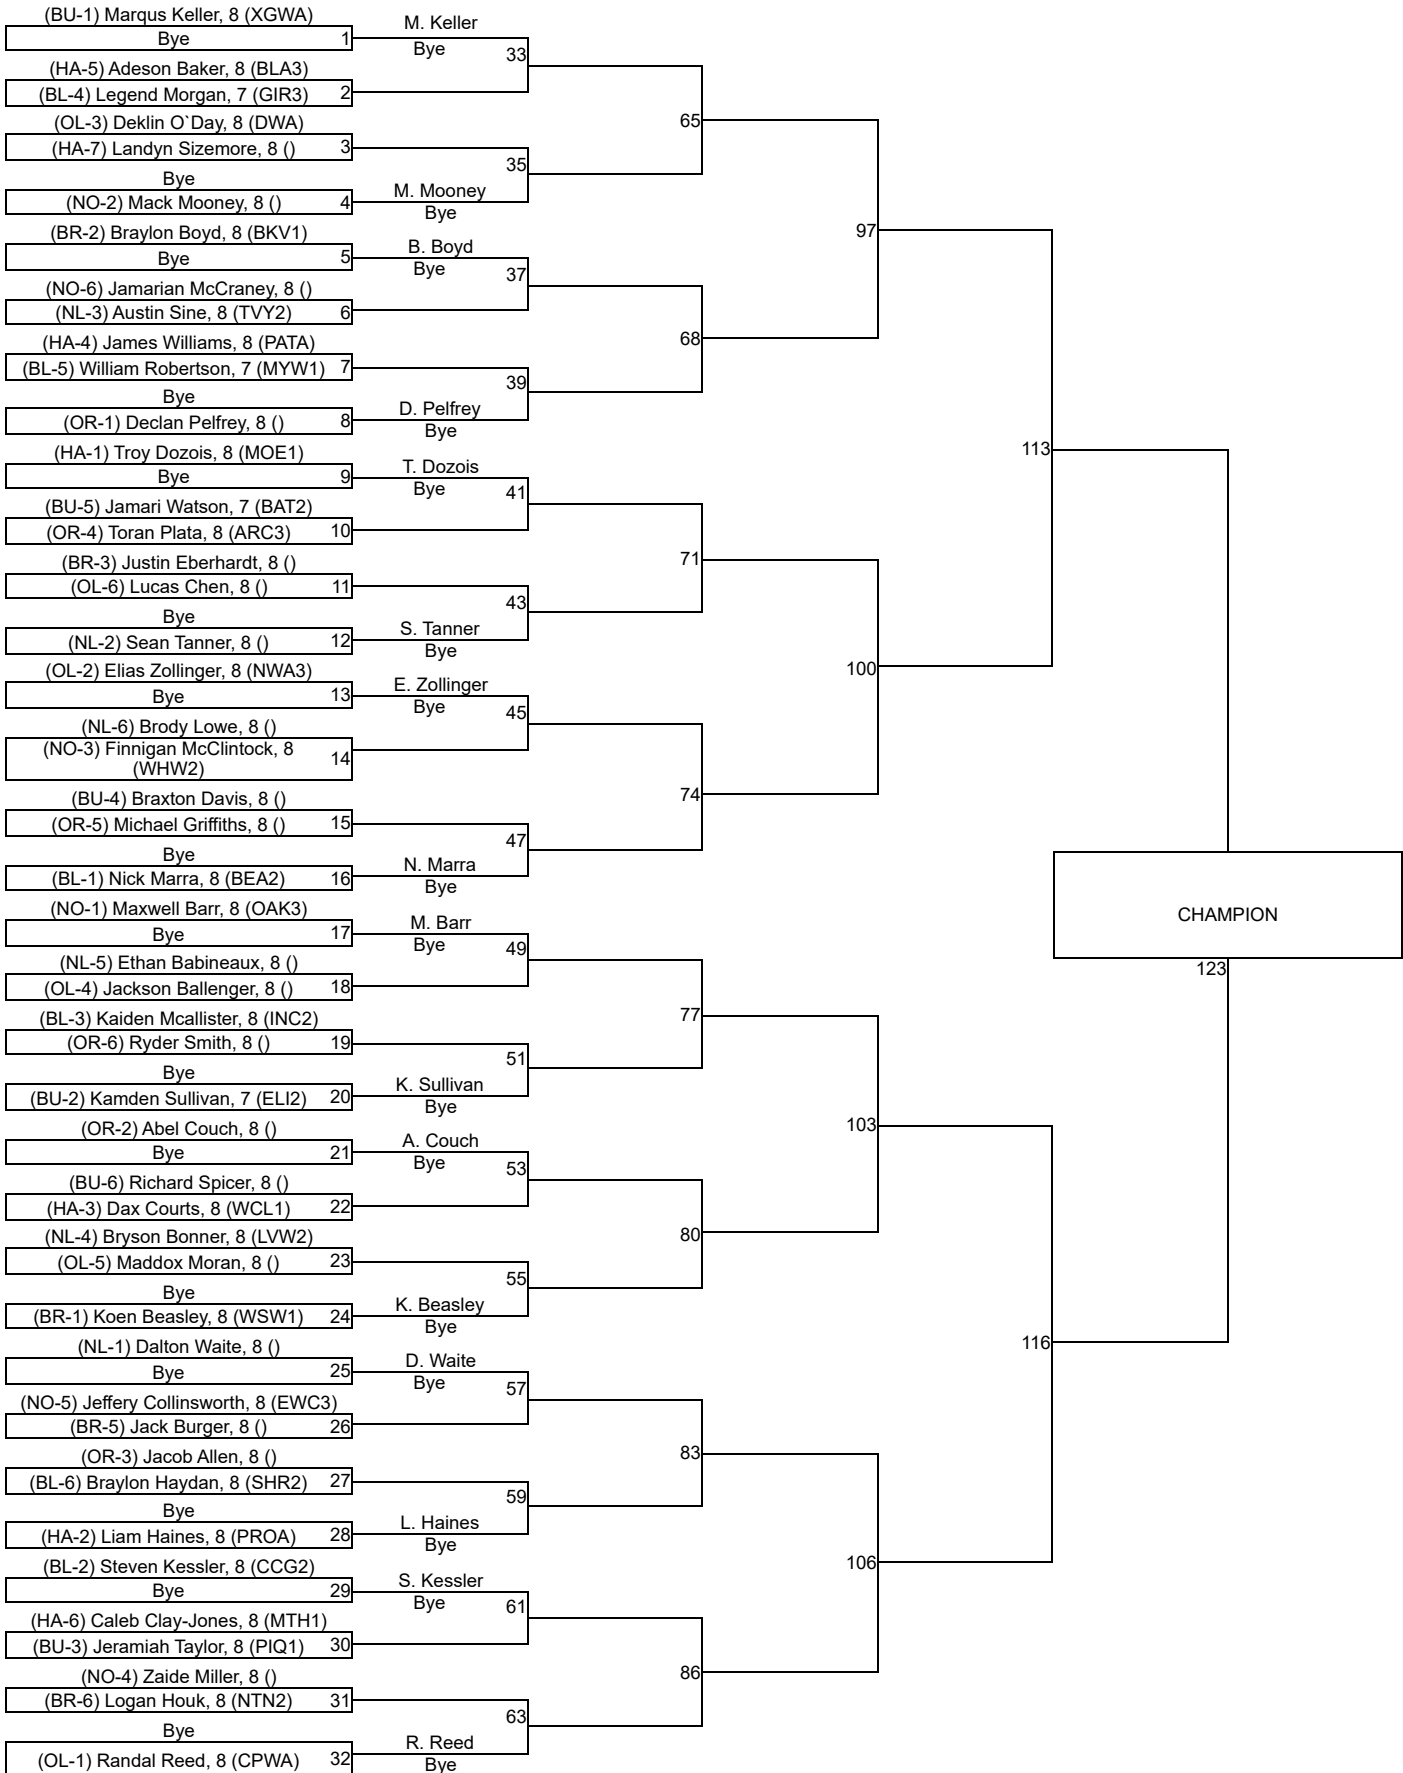 (BU-1) Marqus Keller, 8 (XGWA)
Bye 1
(HA-5) Adeson Baker, 8 (BLA3)
(BL-4) Legend Morgan, 7 (GIR3) 2
(OL-3) Deklin O`Day, 8 (DWA)
(HA-7) Landyn Sizemore, 8 () 3
Bye
(NO-2) Mack Mooney, 8 () 4
(BR-2) Braylon Boyd, 8 (BKV1)
Bye 5
(NO-6) Jamarian McCraney, 8 ()
(NL-3) Austin Sine, 8 (TVY2) 6
(HA-4) James Williams, 8 (PATA)
(BL-5) William Robertson, 7 (MYW1) 7
Bye
(OR-1) Declan Pelfrey, 8 () 8
(HA-1) Troy Dozois, 8 (MOE1)
Bye 9
(BU-5) Jamari Watson, 7 (BAT2)
(OR-4) Toran Plata, 8 (ARC3) 10
(BR-3) Justin Eberhardt, 8 ()
(OL-6) Lucas Chen, 8 () 11
Bye
(NL-2) Sean Tanner, 8 () 12
(OL-2) Elias Zollinger, 8 (NWA3)
Bye 13
(NL-6) Brody Lowe, 8 ()
(NO-3) Finnigan McClintock, 8
(WHW2) 14
(BU-4) Braxton Davis, 8 ()
(OR-5) Michael Griffiths, 8 () 15
Bye
(BL-1) Nick Marra, 8 (BEA2) 16
(NO-1) Maxwell Barr, 8 (OAK3)
Bye 17
(NL-5) Ethan Babineaux, 8 ()
(OL-4) Jackson Ballenger, 8 () 18
(BL-3) Kaiden Mcallister, 8 (INC2)
(OR-6) Ryder Smith, 8 () 19
Bye
(BU-2) Kamden Sullivan, 7 (ELI2) 20
(OR-2) Abel Couch, 8 ()
Bye 21
(BU-6) Richard Spicer, 8 ()
(HA-3) Dax Courts, 8 (WCL1) 22
(NL-4) Bryson Bonner, 8 (LVW2)
(OL-5) Maddox Moran, 8 () 23
Bye
(BR-1) Koen Beasley, 8 (WSW1) 24
(NL-1) Dalton Waite, 8 ()
Bye 25
(NO-5) Jeffery Collinsworth, 8 (EWC3)
(BR-5) Jack Burger, 8 () 26
(OR-3) Jacob Allen, 8 ()
(BL-6) Braylon Haydan, 8 (SHR2) 27
Bye
(HA-2) Liam Haines, 8 (PROA) 28
(BL-2) Steven Kessler, 8 (CCG2)
Bye 29
(HA-6) Caleb Clay-Jones, 8 (MTH1)
(BU-3) Jeramiah Taylor, 8 (PIQ1) 30
(NO-4) Zaide Miller, 8 ()
(BR-6) Logan Houk, 8 (NTN2) 31
Bye
(OL-1) Randal Reed, 8 (CPWA) 32
M. Keller
Bye
33
35
M. Mooney
Bye
B. Boyd
Bye
37
39
D. Pelfrey
Bye
T. Dozois
Bye
41
43
S. Tanner
Bye
E. Zollinger
Bye
45
47
N. Marra
Bye
M. Barr
Bye
49
51
K. Sullivan
Bye
A. Couch
Bye
53
55
K. Beasley
Bye
D. Waite
Bye
57
59
L. Haines
Bye
S. Kessler
Bye
61
63
R. Reed
Bye
65
68
71
74
77
80
83
86
97
100
103
106
113
116
CHAMPION
123